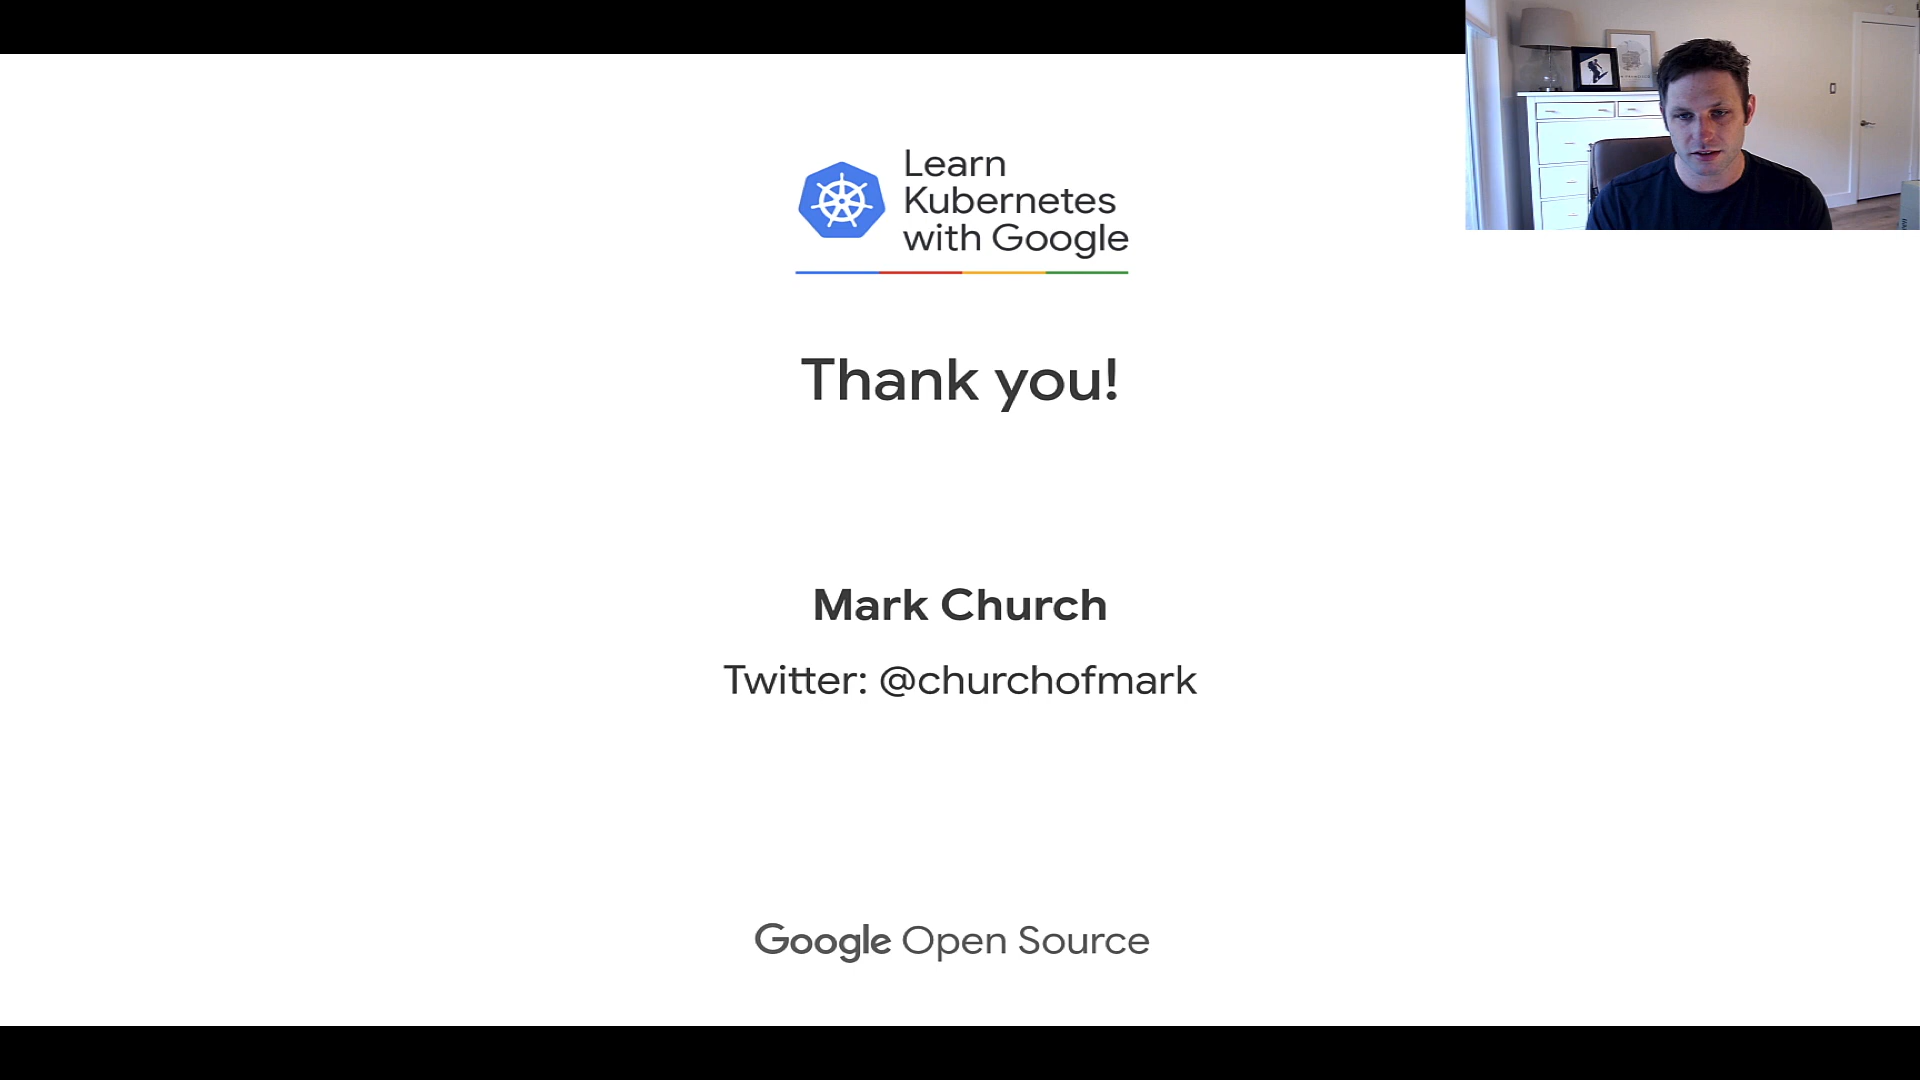 Learn
Kubernetes
with Google
Thank you!
Mark Church
Twitter: @churchofmark
Google Open Source